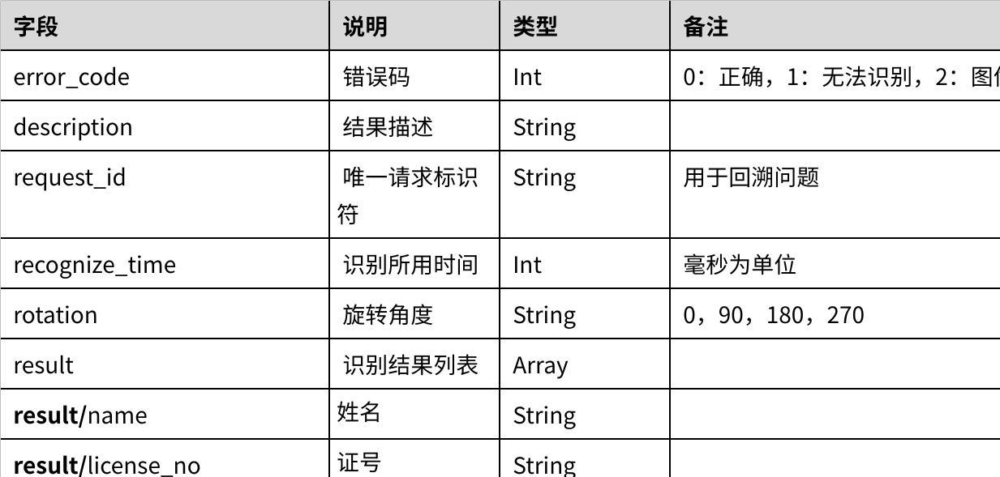 字段 说明 类型 备注
error_code 错误码 Int 0：正确，1：无法识别，2：图
description 结果描述 String
request_id 唯一请求标识 String 用于回溯问题
符
recognize_time 识别所用时间 Int 毫秒为单位
rotation 旋转角度 String 0，90，180，270
result 识别结果列表 Array
result/name 姓名 String
result/license_no 证号 String